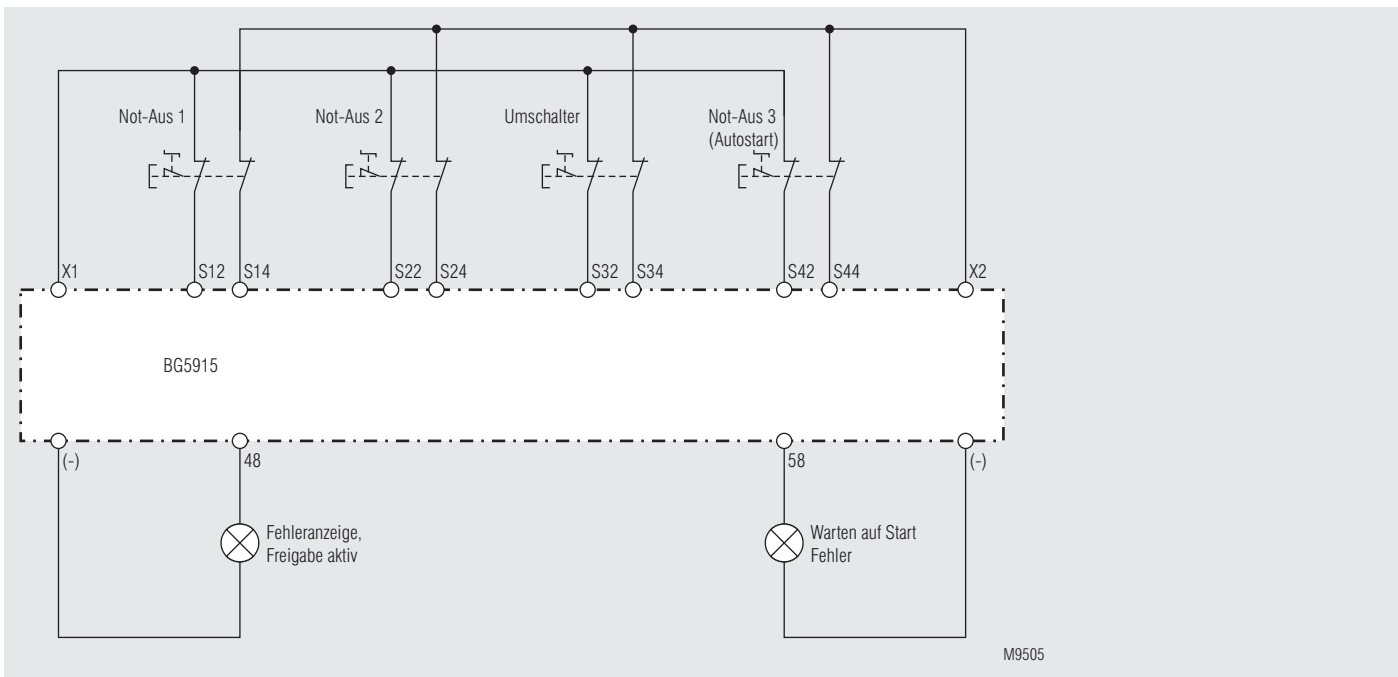 Not-Aus 1
Not-Aus 2
Umschalter
Not-Aus 3
(Autostart)
X1
S12
S14
S22
S24
S32
S34
S42
S44
X2
BG5915
(-)
48
58
(-)
Fehleranzeige,
Freigabe aktiv
Warten auf Start
Fehler
M9505